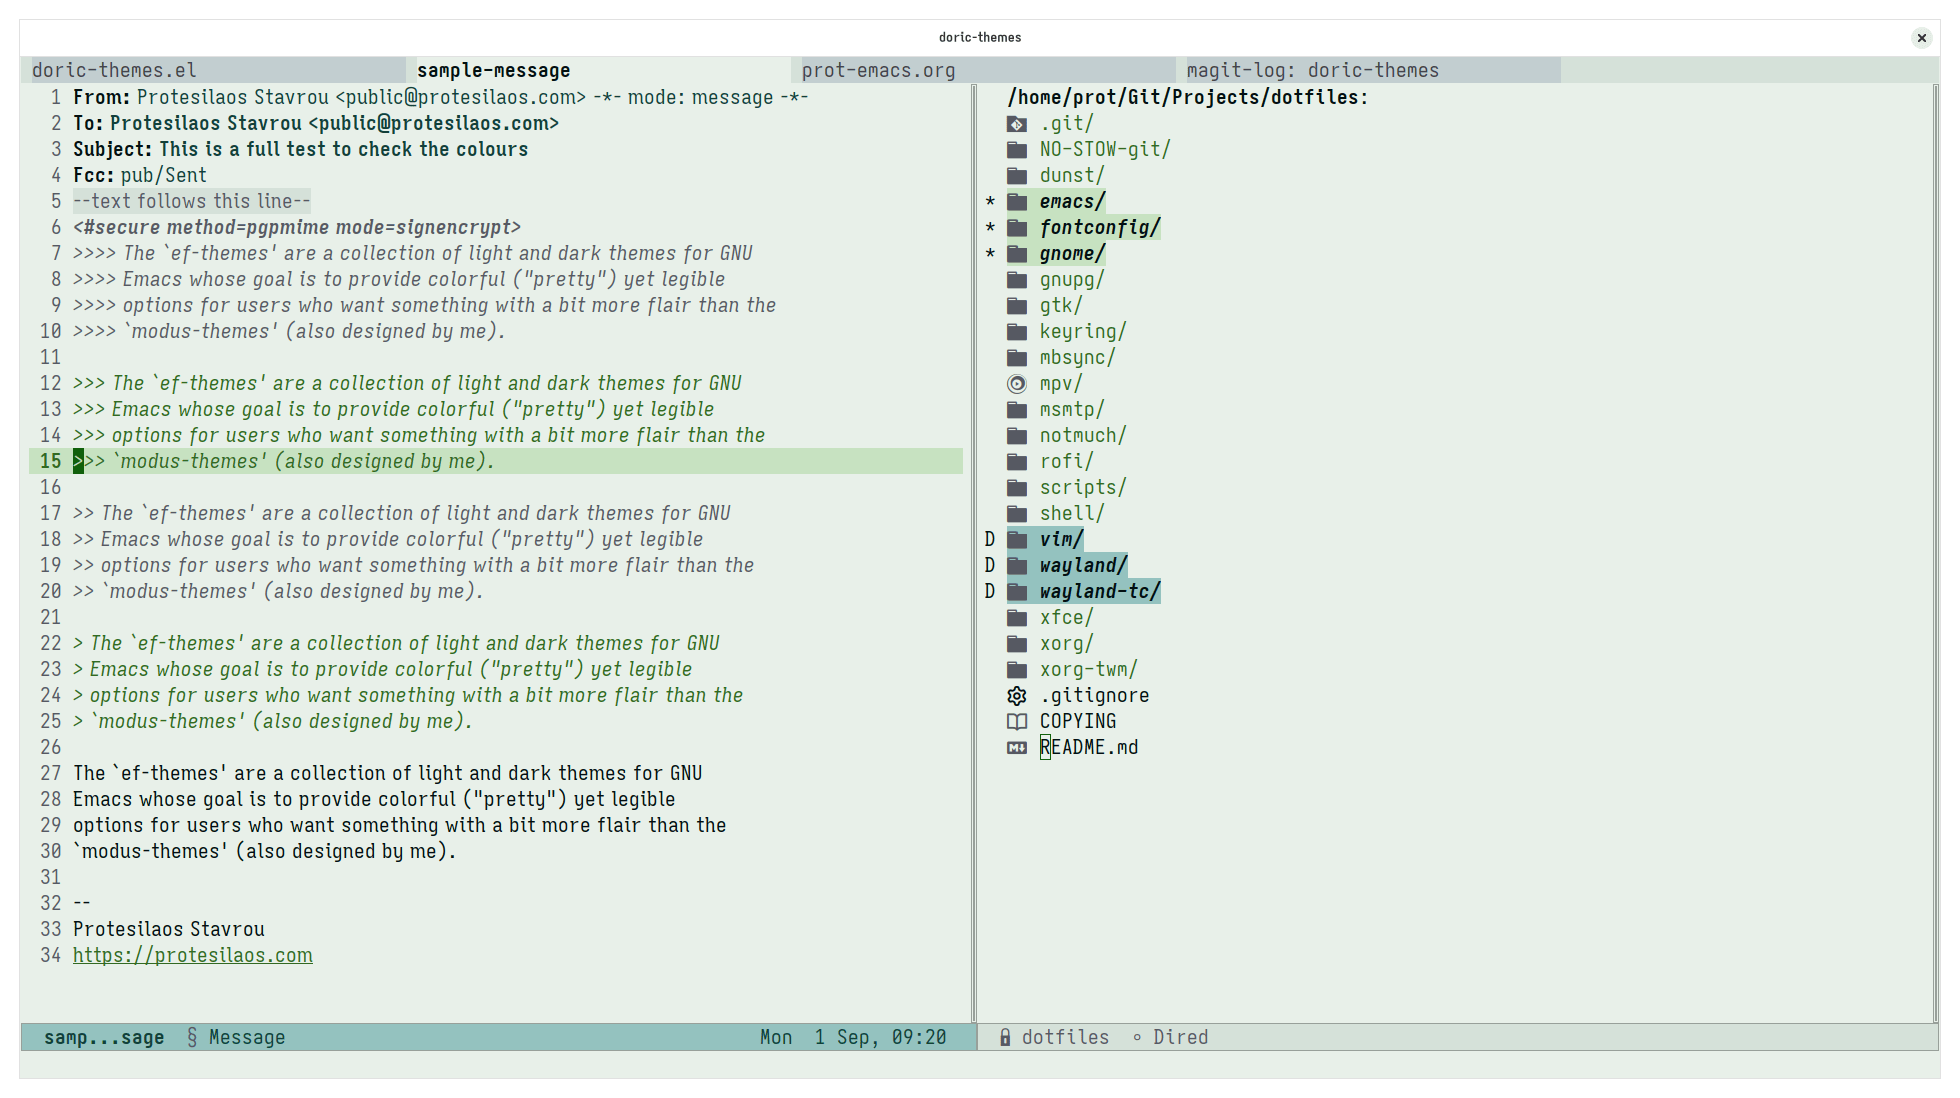 doric-themes
doric-themes.el sample-message prot-emacs.org magit-log: doric-themes
1 From: Protesilaos Stavrou <public@protesilaos.com> -*- mode: message -*-
2 To: Protesilaos Stavrou <public@protesilaos.com>
3 Subject: This is a full test to check the colours
4 Fcc: pub/Sent
5 --text follows this line--
6 <#secure method=pgpmime mode=signencrypt>
7 >>>> The `ef-themes' are a collection of light and dark themes for GNU
8 >>>> Emacs whose goal is to provide colorful ("pretty") yet legible
9 >>>> options for users who want something with a bit more flair than the
10 >>>> `modus-themes' (also designed by me).
11
12 >>> The `ef-themes' are a collection of light and dark themes for GNU
13 >>> Emacs whose goal is to provide colorful ("pretty") yet legible
14 >>> options for users who want something with a bit more flair than the
15 >>> `modus-themes' (also designed by me).
16
17 >> The `ef-themes' are a collection of light and dark themes for GNU
18 >> Emacs whose goal is to provide colorful ("pretty") yet legible
19 >> options for users who want something with a bit more flair than the
20 >> `modus-themes' (also designed by me).
21
22 > The `ef-themes' are a collection of light and dark themes for GNU
23 > Emacs whose goal is to provide colorful ("pretty") yet legible
24 > options for users who want something with a bit more flair than the
25 > `modus-themes' (also designed by me).
26
27 The `ef-themes' are a collection of light and dark themes for GNU
28 Emacs whose goal is to provide colorful ("pretty") yet legible
29 options for users who want something with a bit more flair than the
30 `modus-themes' (also designed by me).
31
32 --
33 Protesilaos Stavrou
34 https://protesilaos.com
samp...sage § Message Mon 1 Sep, 09:20
/home/prot/Git/Projects/dotfiles:
.git/
NO-STOW-git/
dunst/
* emacs/
* fontconfig/
* gnome/
gnupg/
gtk/
keyring/
mbsync/
mpv/
msmtp/
notmuch/
rofi/
scripts/
shell/
D vim/
D wayland/
D wayland-tc/
xfce/
xorg/
xorg-twm/
.gitignore
COPYING
README.md
dotfiles ∘ Dired